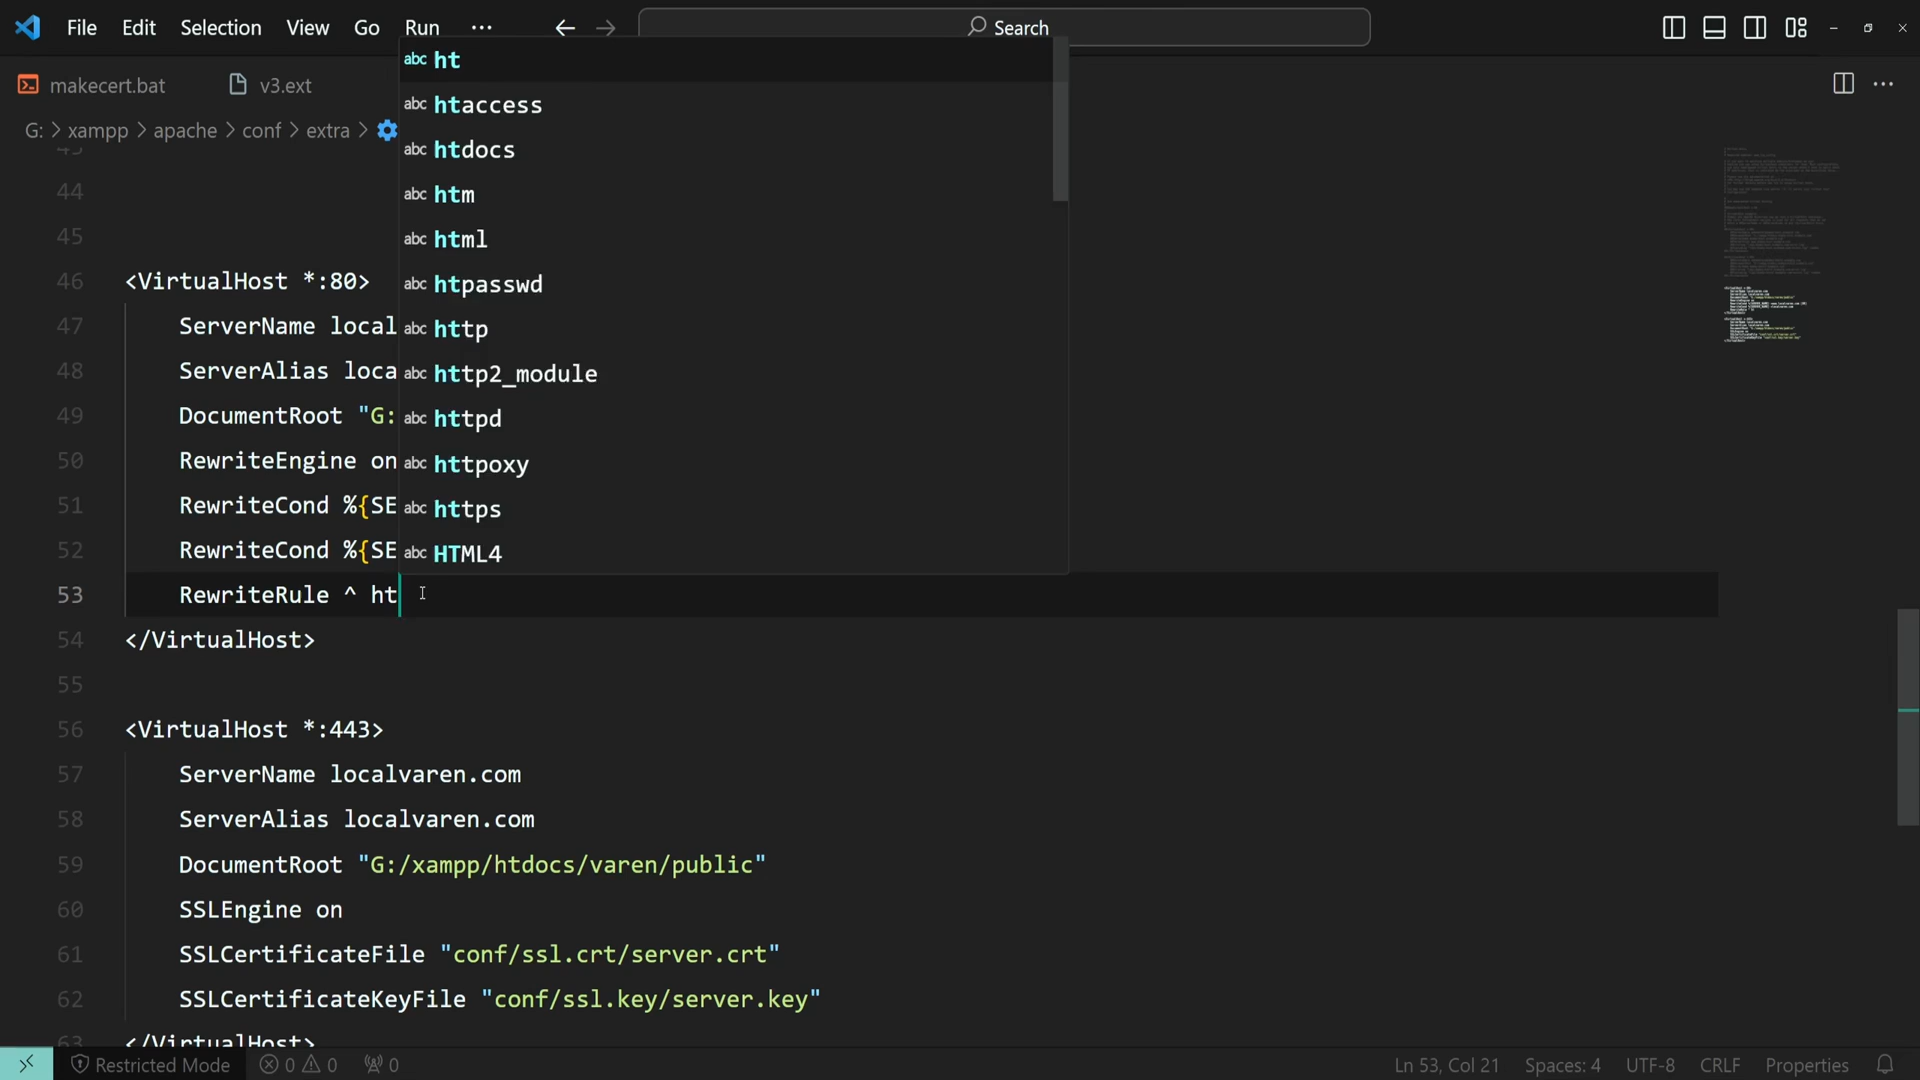 File Edit Selection View Go Run ... Search
makecert.bat v3.ext
G: > xampp > apache > conf > extra >
abc ht
abc htaccess
abc htdocs
abc htm
abc html
abc htpasswd
abc http
abc http2_module
abc httpd
abc httpoxy
abc https
abc HTML4
44
45
46 <VirtualHost *:80>
47 ServerName local
48 ServerAlias loca
49 DocumentRoot "G:
50 RewriteEngine on
51 RewriteCond %{SE
52 RewriteCond %{SE
53 RewriteRule ^ ht
54 </VirtualHost>
55
56 <VirtualHost *:443>
57 ServerName localvaren.com
58 ServerAlias localvaren.com
59 DocumentRoot "G:/xampp/htdocs/varen/public"
60 SSLEngine on
61 SSLCertificateFile "conf/ssl.crt/server.crt"
62 SSLCertificateKeyFile "conf/ssl.key/server.key"
63 </VirtualHost>
Restricted Mode 0 0 0 Ln 53, Col 21 Spaces: 4 UTF-8 CRLF Properties